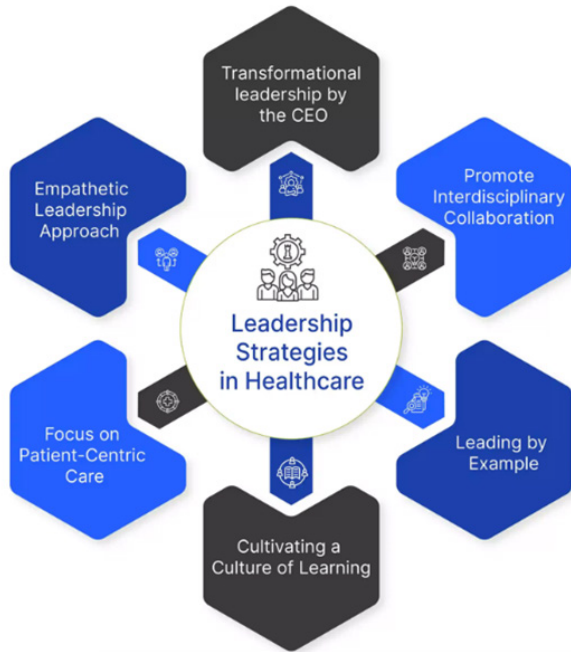 Transformational
leadership by
the CEO
Promote
Interdisciplinary
Collaboration
Leading by
Example
Cultivating a
Culture of Learning
Focus on
Patient-Centric
Care
Empathetic
Leadership
Approach
Leadership
Strategies
in Healthcare